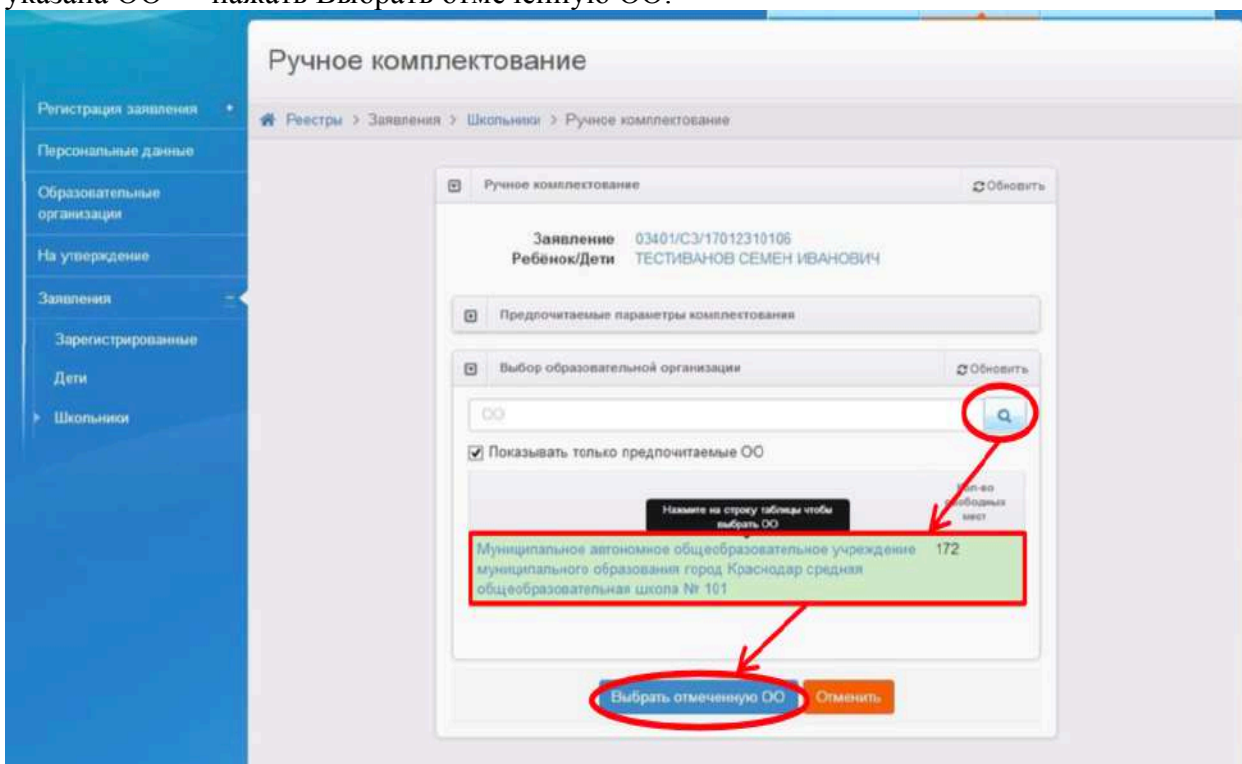 указана ОО — нажать Выбрать отмеченную ОО.
Ручное комплектование
Регистрация заявления
Персональные данные
Образовательные
организации
На утверждение
Заявления
Зарегистрированные
Дети
Школьники
Реестры > Заявления > Школьники > Ручное комплектование
Ручное комплектование
Обновить
Заявление 03401/СЗ/17012310106
Ребёнок/Дети ТЕСТИВАНОВ СЕМЕН ИВАНОВИЧ
Предпочитаемые параметры комплектования
Выбор образовательной организации
Обновить
ОО
Показывать только предпочитаемые ОО
Кол-во
свободных
мест
Нажмите на строку таблицы чтобы
выбрать ОО
Муниципальное автономное общеобразовательное учреждение 172
муниципального образования город Краснодар средняя
общеобразовательная школа № 101
Выбрать отмеченную ОО
Отменить